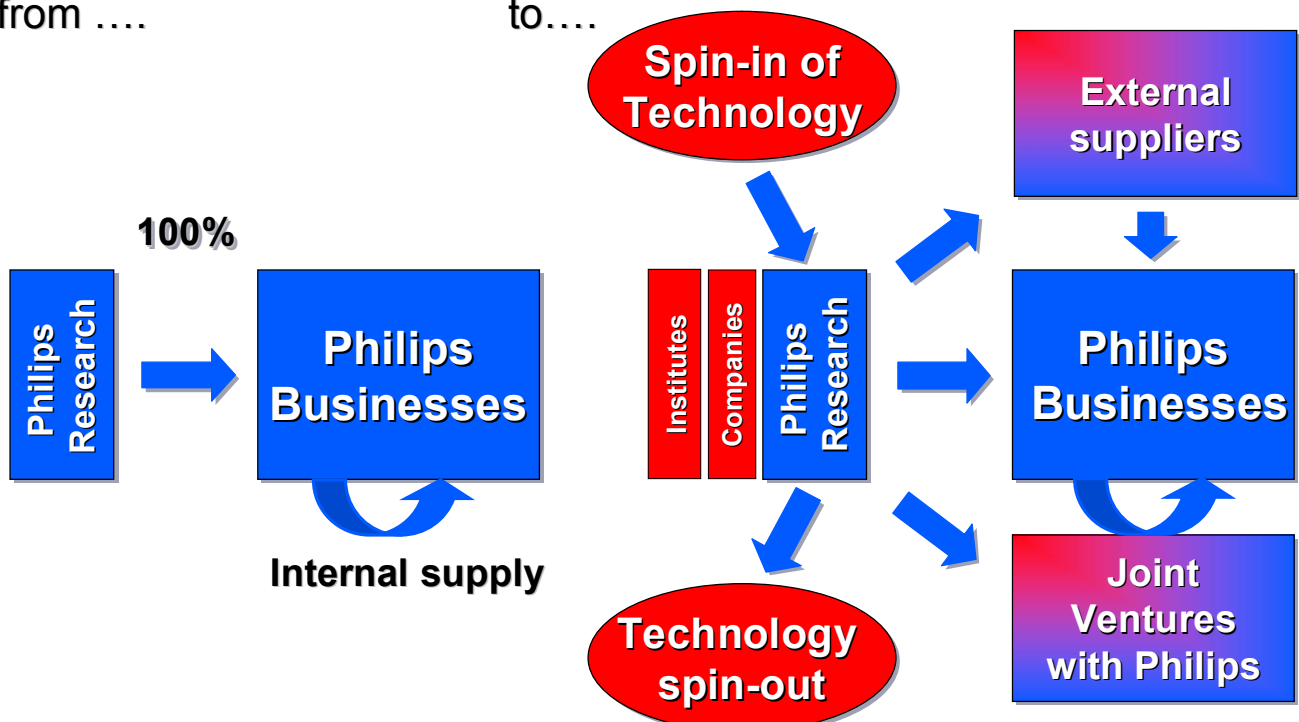 from ….
to….
100%
Philips
Research
Philips
Businesses
Internal supply
Spin-in of
Technology
External
suppliers
Institutes
Companies
Philips
Research
Philips
Businesses
Technology
spin-out
Joint
Ventures
with Philips